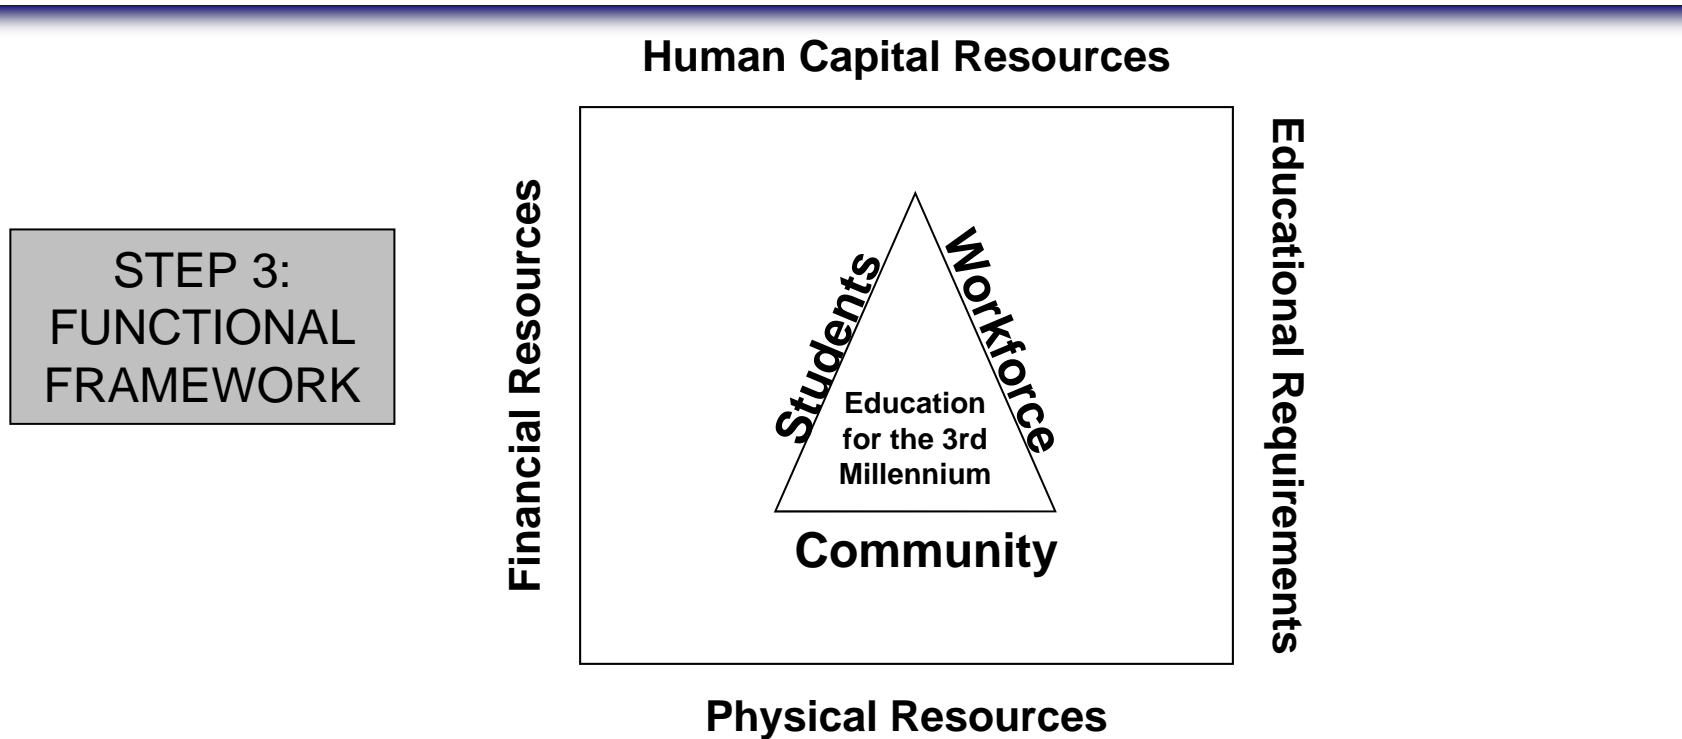 Human Capital Resources
STEP 3:
FUNCTIONAL
FRAMEWORK
Financial Resources
Students
Workforce
Education
for the 3rd
Millennium
Community
Educational Requirements
Physical Resources